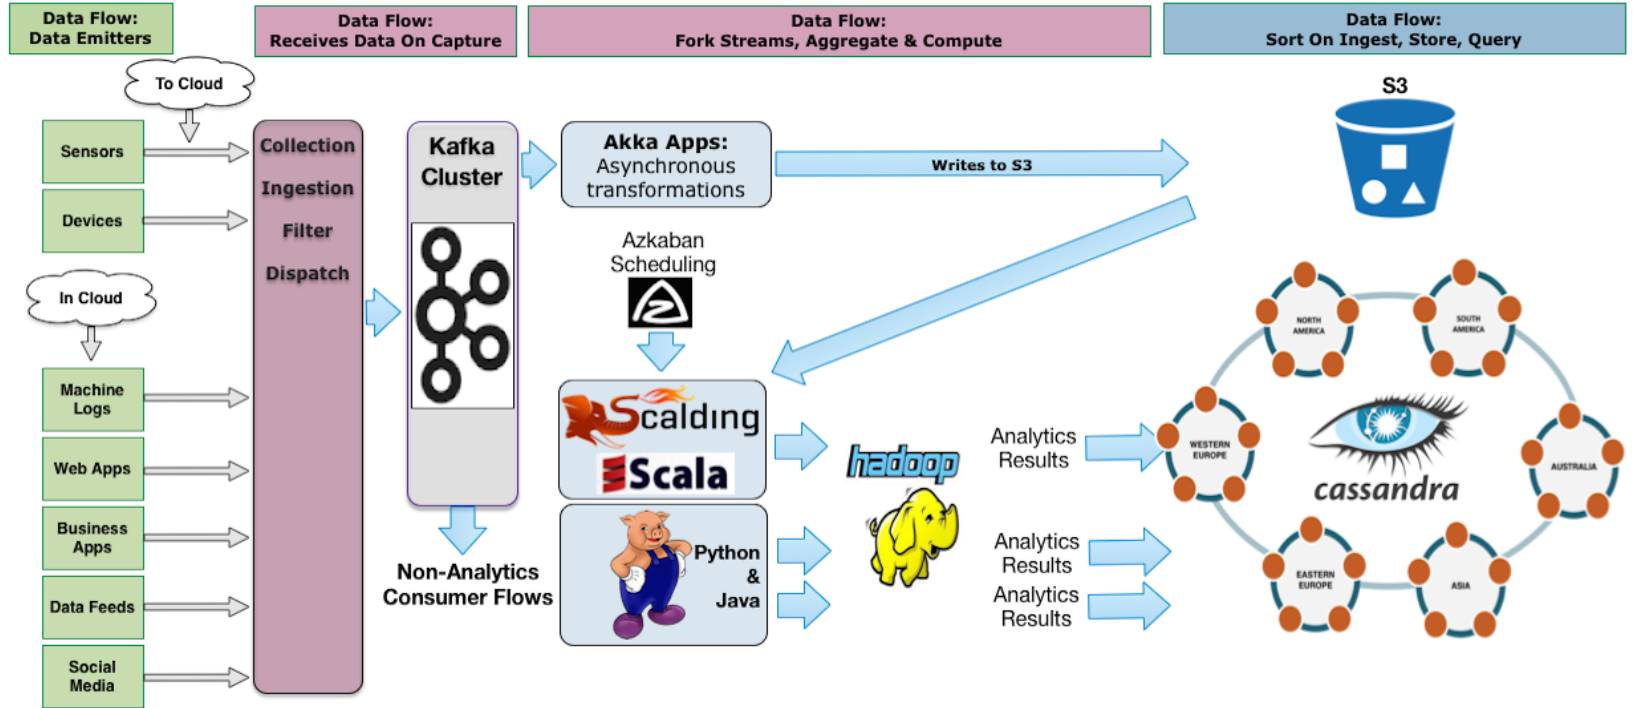 Data Flow:
Data Emitters
Data Flow:
Receives Data On Capture
Data Flow:
Fork Streams, Aggregate & Compute
Data Flow:
Sort On Ingest, Store, Query
To Cloud
Sensors
Devices
In Cloud
Machine
Logs
Web Apps
Business
Apps
Data Feeds
Social
Media
Collection
Ingestion
Filter
Dispatch
Kafka
Cluster
Non-Analytics
Consumer Flows
Akka Apps:
Asynchronous
transformations
Writes to S3
Azkaban
Scheduling
Scalding
Scala
Python
&
Java
hadoop
Analytics
Results
Analytics
Results
Analytics
Results
S3
NORTH
AMERICA
SOUTH
AMERICA
WESTERN
EUROPE
AUSTRALIA
EASTERN
EUROPE
ASIA
cassandra